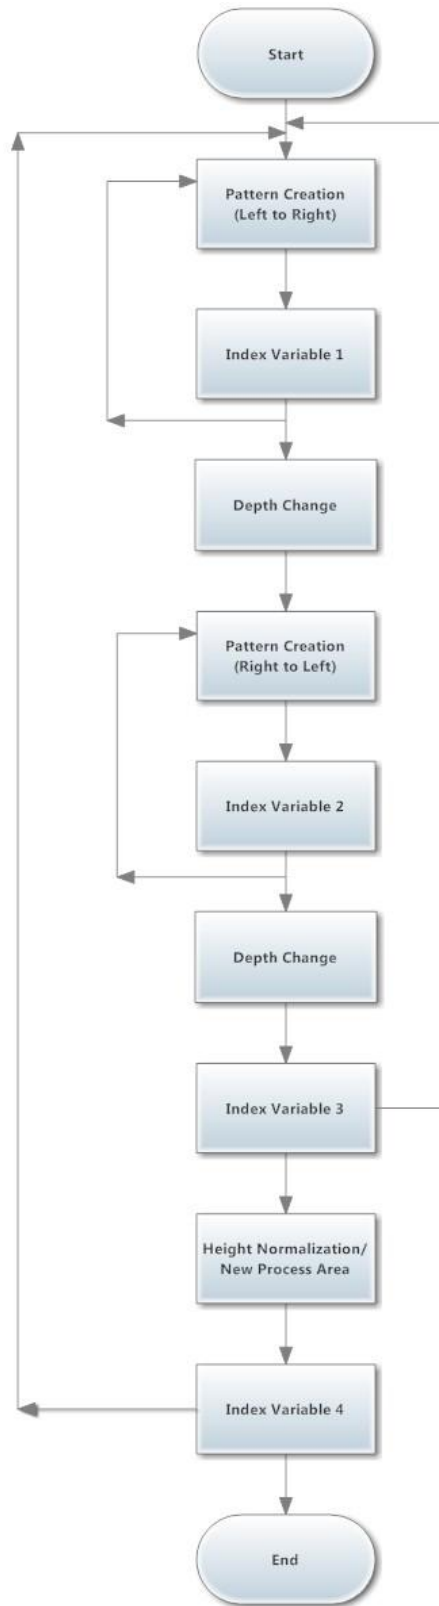 Start
Pattern Creation
(Left to Right)
Index Variable 1
Depth Change
Pattern Creation
(Right to Left)
Index Variable 2
Depth Change
Index Variable 3
Height Normalization/
New Process Area
Index Variable 4
End